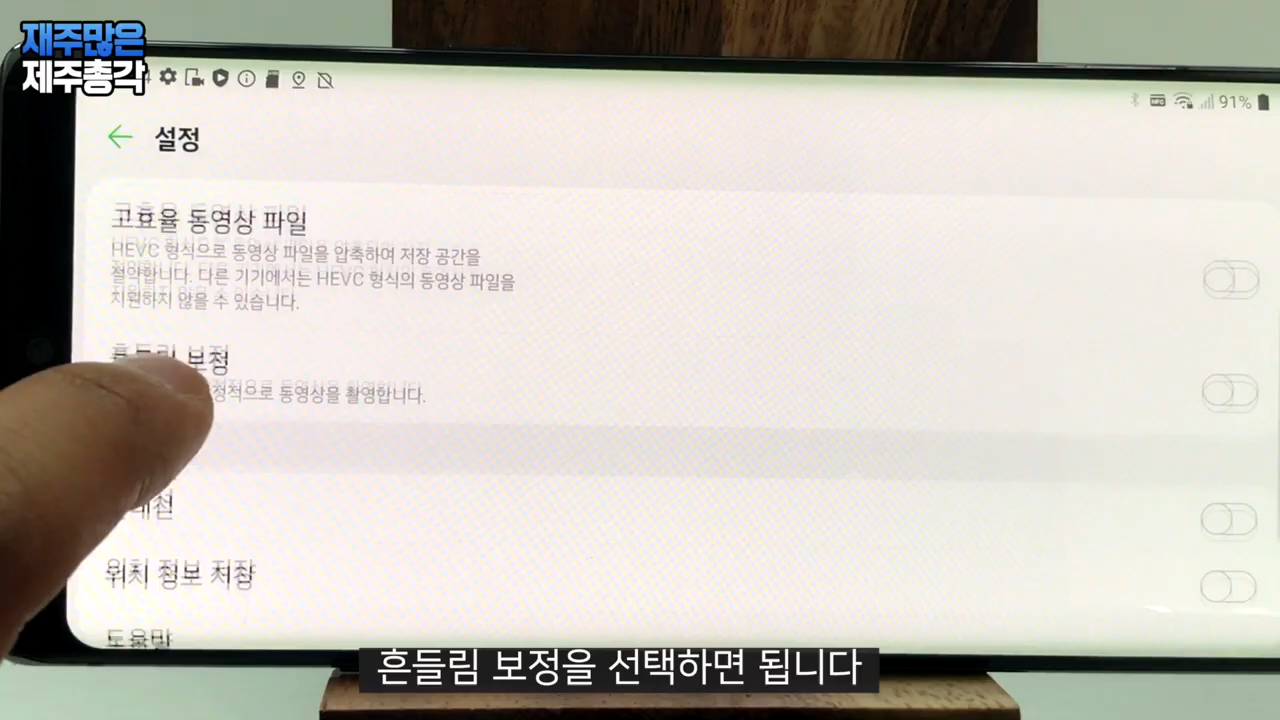 재주많은
제주총각
91%
설정
고효율 동영상 파일
HEVC 형식으로 동영상 파일을 압축하여 저장 공간을
절약합니다. 다른 기기에서는 HEVC 형식의 동영상 파일을
지원하지 않을 수 있습니다.
흔들림 보정
동영상을 촬영합니다.
위치 정보 저장
도움말
흔들림 보정을 선택하면 됩니다